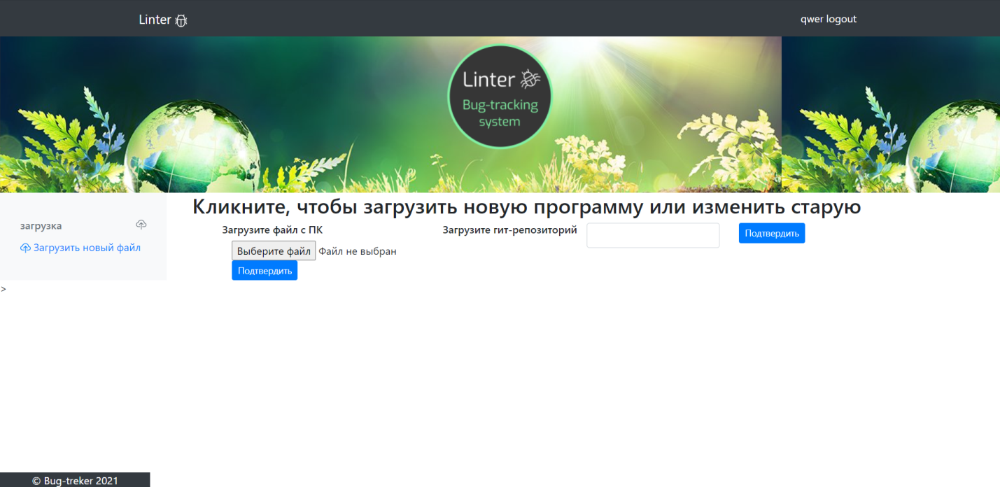 Linter
qwer logout
Linter
Bug-tracking
system
Кликните, чтобы загрузить новую программу или изменить старую
загрузка
Загрузить новый файл
Загрузите файл с ПК
Выберите файл Файл не выбран
Подтвердить
Загрузите гит-репозиторий
Подтвердить
>
© Bug-treker 2021